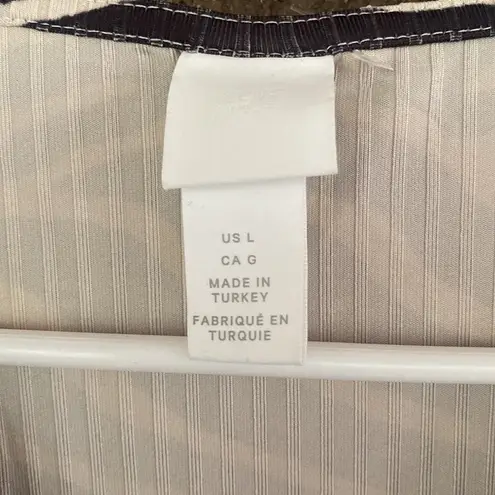 US L
CA G
MADE IN
TURKEY
FABRIQUÉ EN
TURQUIE